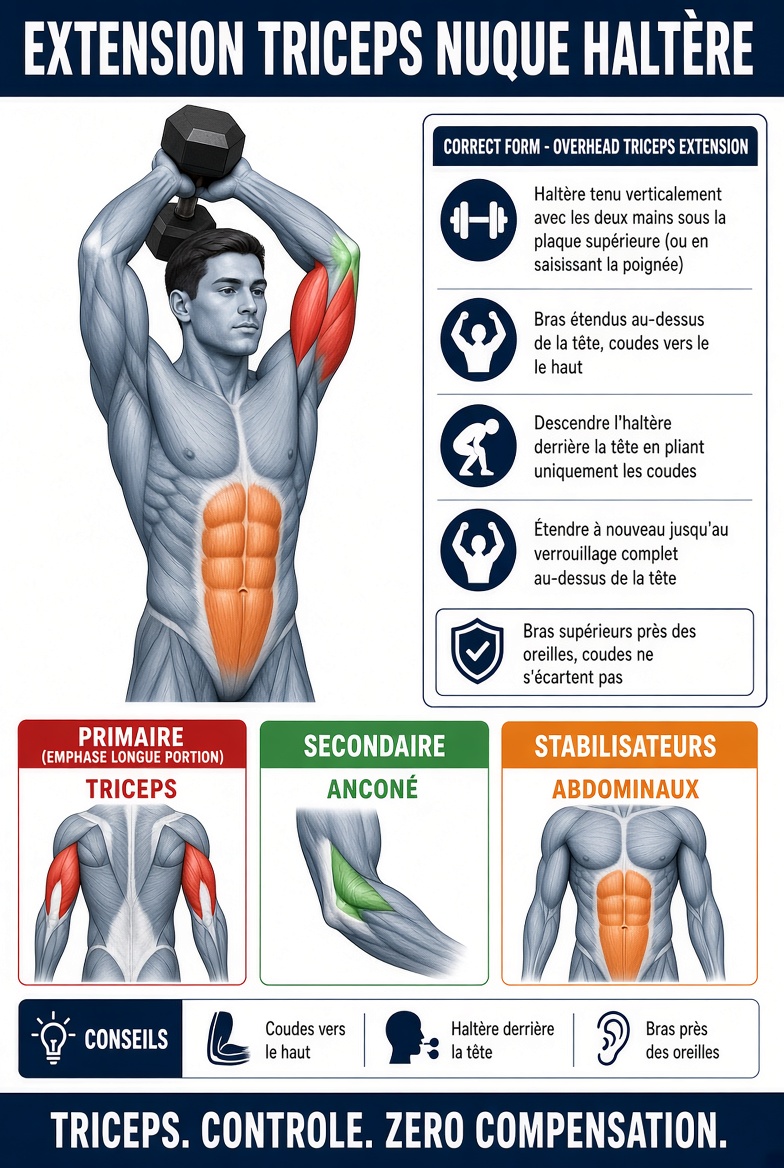 EXTENSION TRICEPS NUQUE HALTÈRE
CORRECT FORM - OVERHEAD TRICEPS EXTENSION
Haltère tenu verticalement
avec les deux mains sous la
plaque supérieure (ou en
saisissant la poignée)
Bras étendus au-dessus
de la tête, coudes vers le
le haut
Descendre l'haltère
derrière la tête en pliant
uniquement les coudes
Étendre à nouveau jusqu'au
verrouillage complet
au-dessus de la tête
Bras supérieurs près des
oreilles, coudes ne
s'écartent pas
PRIMAIRE
(EMPHASE LONGUE PORTION)
TRICEPS
SECONDAIRE
ANCONÉ
STABILISATEURS
ABDOMINAUX
CONSEILS
Coudes vers
le haut
Haltère derrière
la tête
Bras près
des oreilles
TRICEPS. CONTROLE. ZERO COMPENSATION.